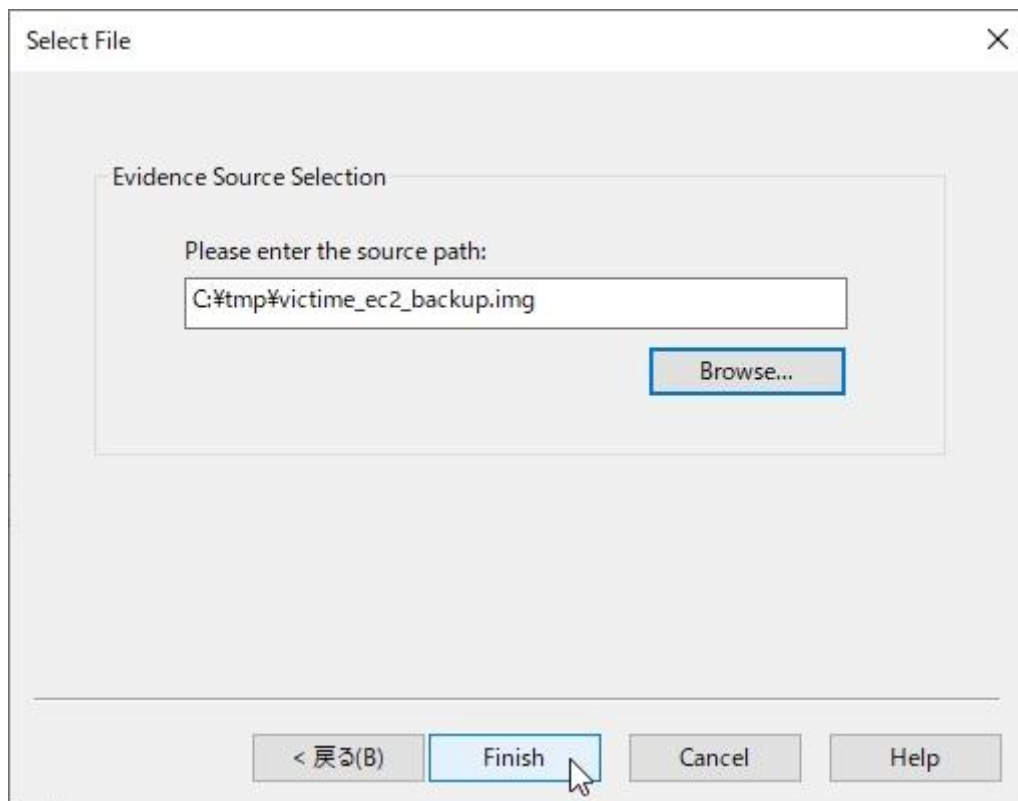 Select File
Evidence Source Selection
Please enter the source path:
C:¥tmp¥victime_ec2_backup.img
Browse...
< 戻る(B)
Finish
Cancel
Help